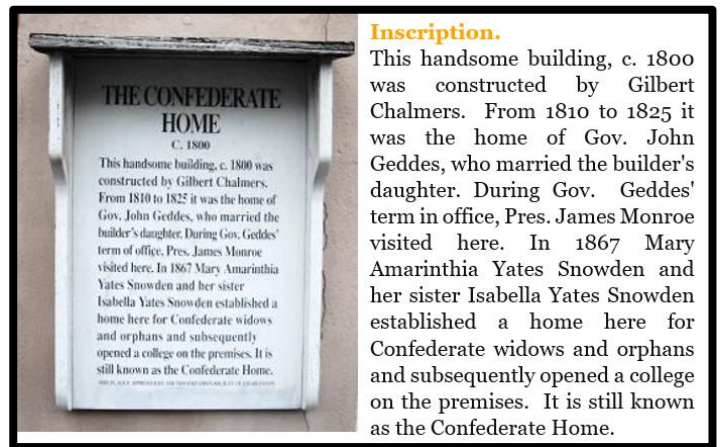 THE CONFEDERATE
HOME
C. 1800
This handsome building, c. 1800 was
constructed by Gilbert Chalmers.
From 1810 to 1825 it was the home of
Gov. John Geddes, who married the
builder's daughter. During Gov. Geddes'
term of office, Pres. James Monroe
visited here. In 1867 Mary Amarinthia
Yates Snowden and her sister
Isabella Yates Snowden established a
home here for Confederate widows
and orphans and subsequently
opened a college on the premises. It is
still known as the Confederate Home.
Inscription.
This handsome building, c. 1800
was constructed by Gilbert
Chalmers. From 1810 to 1825 it
was the home of Gov. John
Geddes, who married the builder's
daughter. During Gov. Geddes'
term in office, Pres. James Monroe
visited here. In 1867 Mary
Amarinthia Yates Snowden and
her sister Isabella Yates Snowden
established a home here for
Confederate widows and orphans
and subsequently opened a college
on the premises. It is still known
as the Confederate Home.